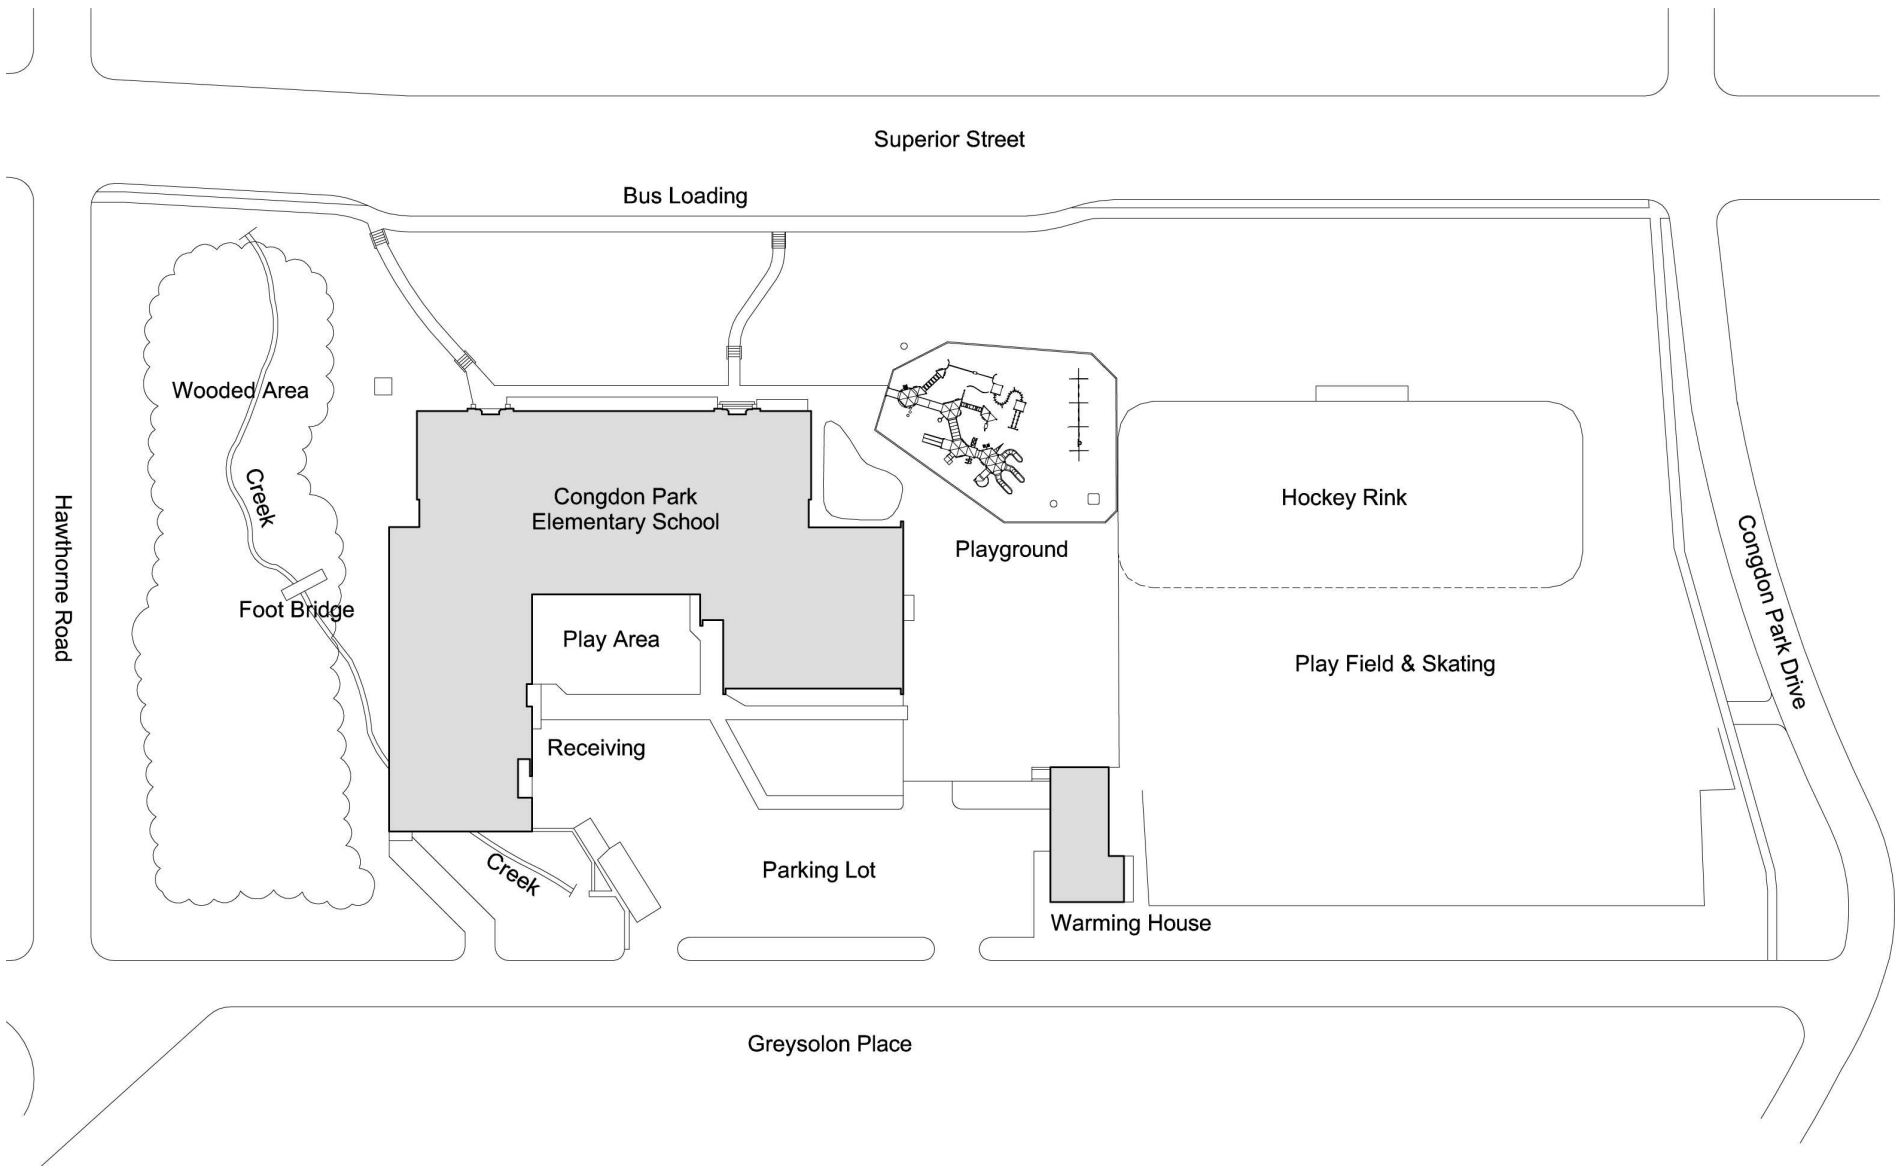 Superior Street
Bus Loading
Wooded Area
Creek
Congdon Park
Elementary School
Hockey Rink
Hawthorne Road
Playground
Congdon Park Drive
Foot Bridge
Play Area
Play Field & Skating
Receiving
Creek
Parking Lot
Warming House
Greysolon Place